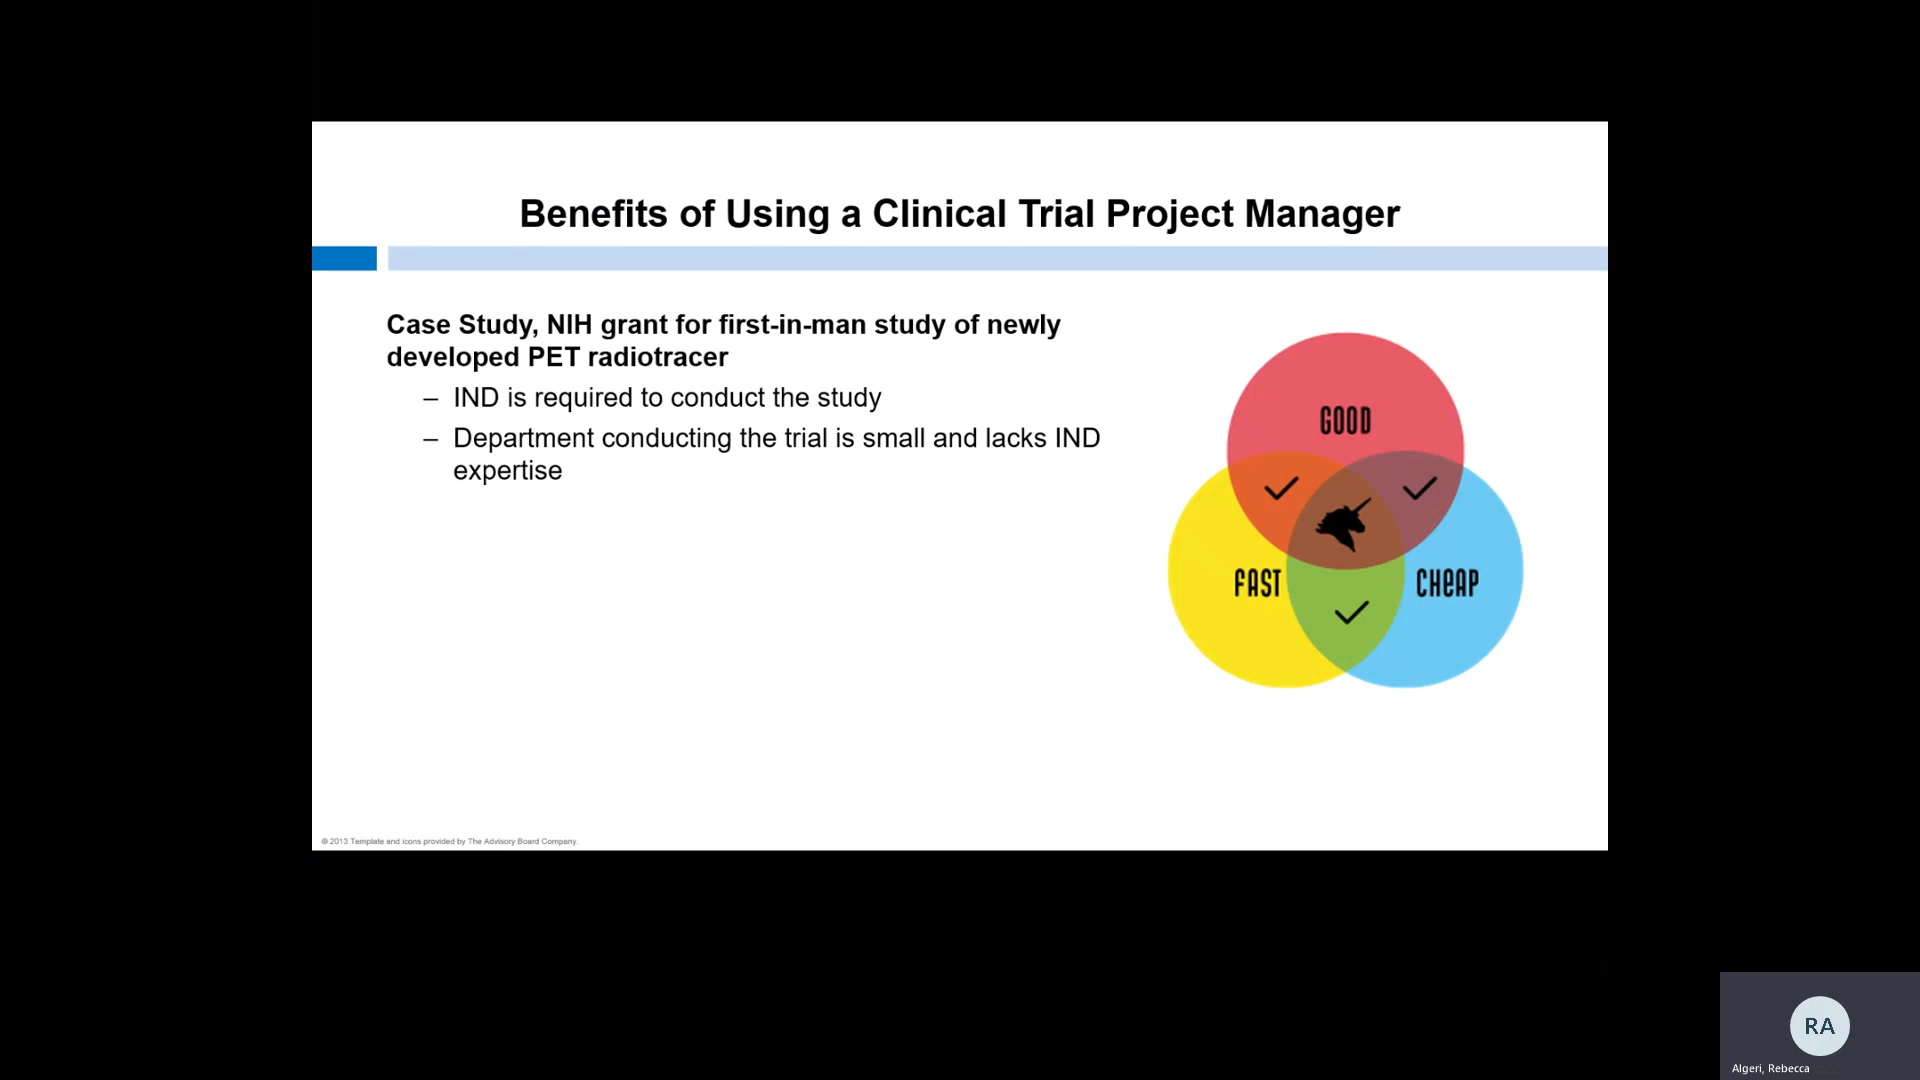 Benefits of Using a Clinical Trial Project Manager
Case Study, NIH grant for first-in-man study of newly
developed PET radiotracer
– IND is required to conduct the study
– Department conducting the trial is small and lacks IND
expertise
GOOD
FAST
CHEAP
© 2013 Template and icons provided by The Advisory Board Company.
RA
Algeri, Rebecca